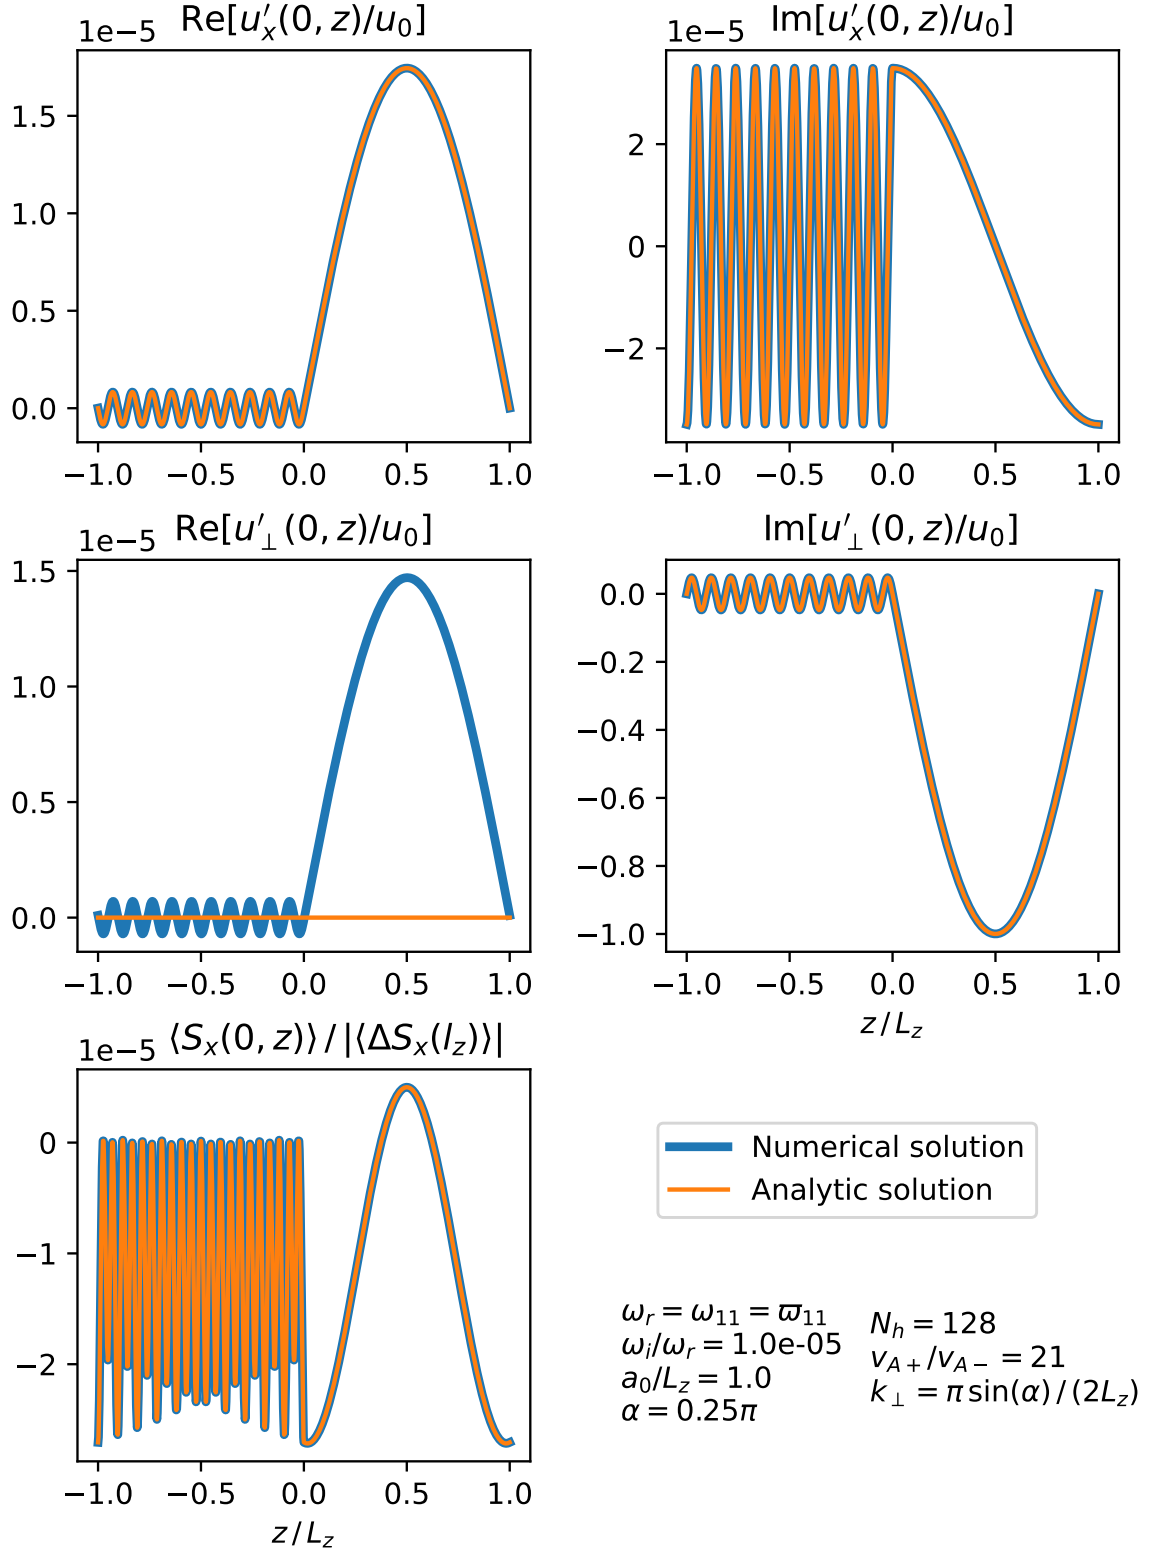 1e−5 Re[u′ₓ(0, z)/u₀]
1.5
1.0
0.5
0.0
−1.0 −0.5 0.0 0.5 1.0
1e−5 Im[u′ₓ(0, z)/u₀]
2
0
−2
−1.0 −0.5 0.0 0.5 1.0
1e−5 Re[u′⊥(0, z)/u₀]
1.5
1.0
0.5
0.0
−1.0 −0.5 0.0 0.5 1.0
Im[u′⊥(0, z)/u₀]
0.0
−0.2
−0.4
−0.6
−0.8
−1.0
−1.0 −0.5 0.0 0.5 1.0
z / L_z
1e−5 ⟨Sₓ(0, z)⟩ / |⟨ΔSₓ(l_z)⟩|
0
−1
−2
−1.0 −0.5 0.0 0.5 1.0
z / L_z
Numerical solution
Analytic solution
ω_r = ω₁₁ = ϖ₁₁
ω_i/ω_r = 1.0e-05
a₀/L_z = 1.0
α = 0.25π
N_h = 128
v_{A+}/v_{A−} = 21
k_⊥ = π sin(α) / (2L_z)